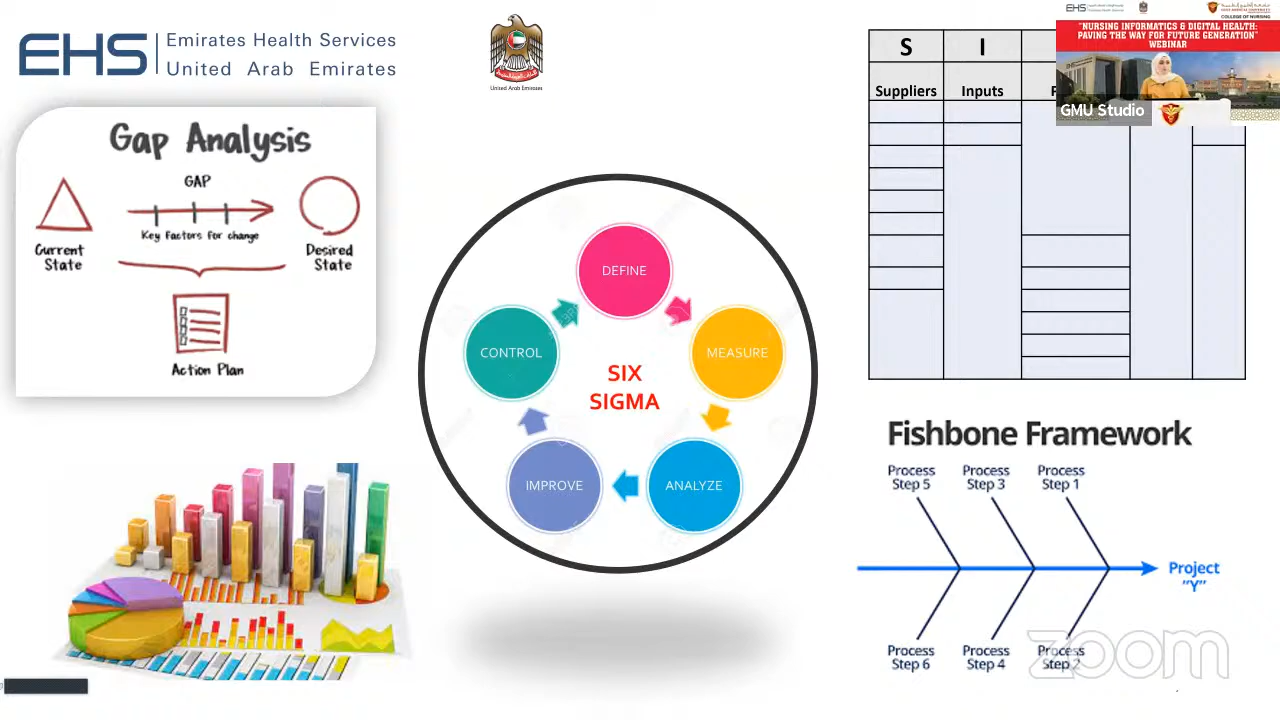 EHS
Emirates Health Services
United Arab Emirates
United Arab Emirates
Gap Analysis
GAP
Key factors for change
Current
State
Desired
State
Action Plan
DEFINE
MEASURE
ANALYZE
IMPROVE
CONTROL
SIX
SIGMA
S I
Suppliers Inputs
COLLEGE OF NURSING
"NURSING INFORMATICS & DIGITAL HEALTH:
PAVING THE WAY FOR FUTURE GENERATION"
WEBINAR
GMU Studio
Fishbone Framework
Process
Step 5
Process
Step 3
Process
Step 1
Project
"Y"
Process
Step 6
Process
Step 4
Process
Step 2
zoom